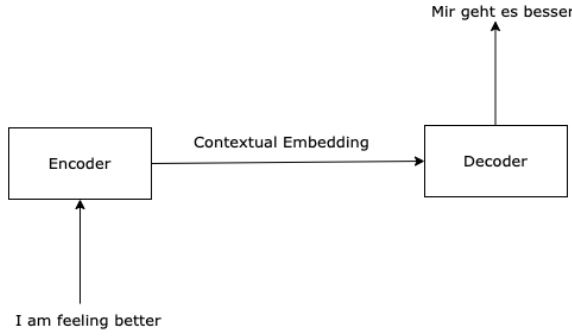 Mir geht es besser
Contextual Embedding
Encoder
Decoder
I am feeling better